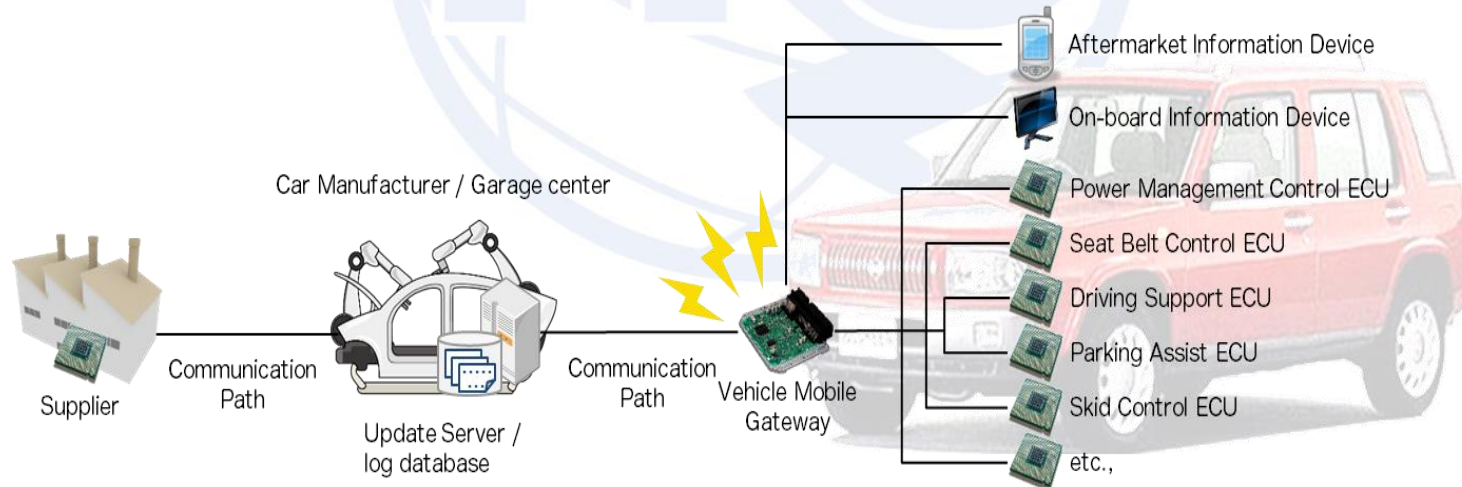 Aftermarket Information Device
On-board Information Device
Car Manufacturer / Garage center
Power Management Control ECU
Seat Belt Control ECU
Driving Support ECU
Parking Assist ECU
Skid Control ECU
etc.,
Communication
Path
Communication
Path
Vehicle Mobile
Gateway
Supplier
Update Server /
log database